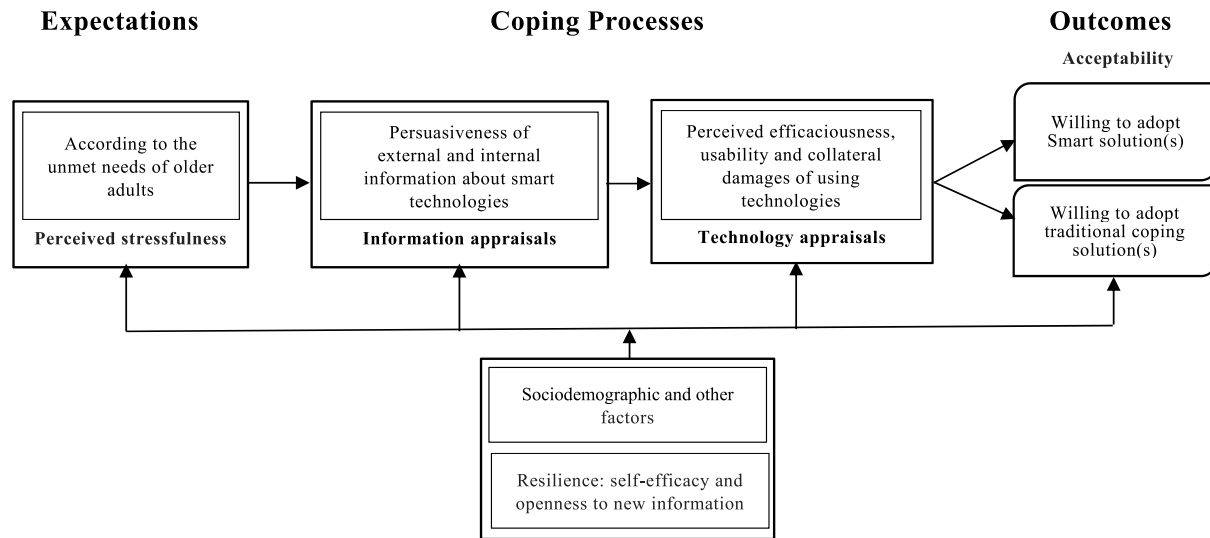 Expectations
Coping Processes
Outcomes
Acceptability
According to the
unmet needs of older
adults
Perceived stressfulness
Persuasiveness of
external and internal
information about smart
technologies
Information appraisals
Perceived efficaciousness,
usability and collateral
damages of using
technologies
Technology appraisals
Willing to adopt
Smart solution(s)
Willing to adopt
traditional coping
solution(s)
Sociodemographic and other
factors
Resilience: self-efficacy and
openness to new information